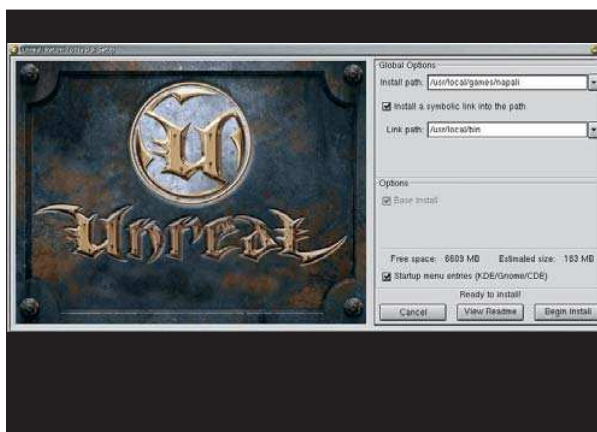 Unreal
Global Options
Install path: /usr/local/games/napali
Install a symbolic link into the path
Link path: /usr/local/bin
Options
Base Install
Free space: 6609 MB Estimated size: 163 MB
Startup menu entries (KDE/Gnome/CDE)
Ready to install!
Cancel View Readme Begin Install